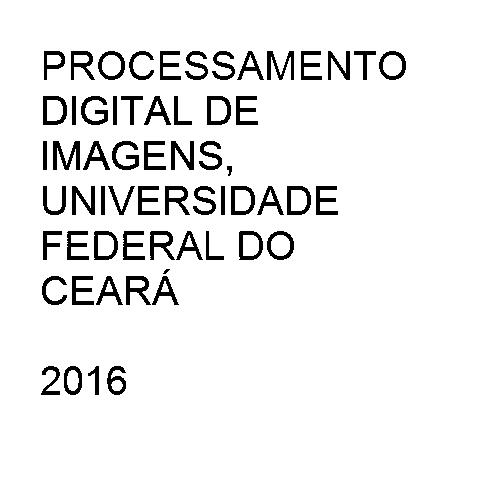 PROCESSAMENTO
DIGITAL DE
IMAGENS,
UNIVERSIDADE
FEDERAL DO
CEARÁ
2016